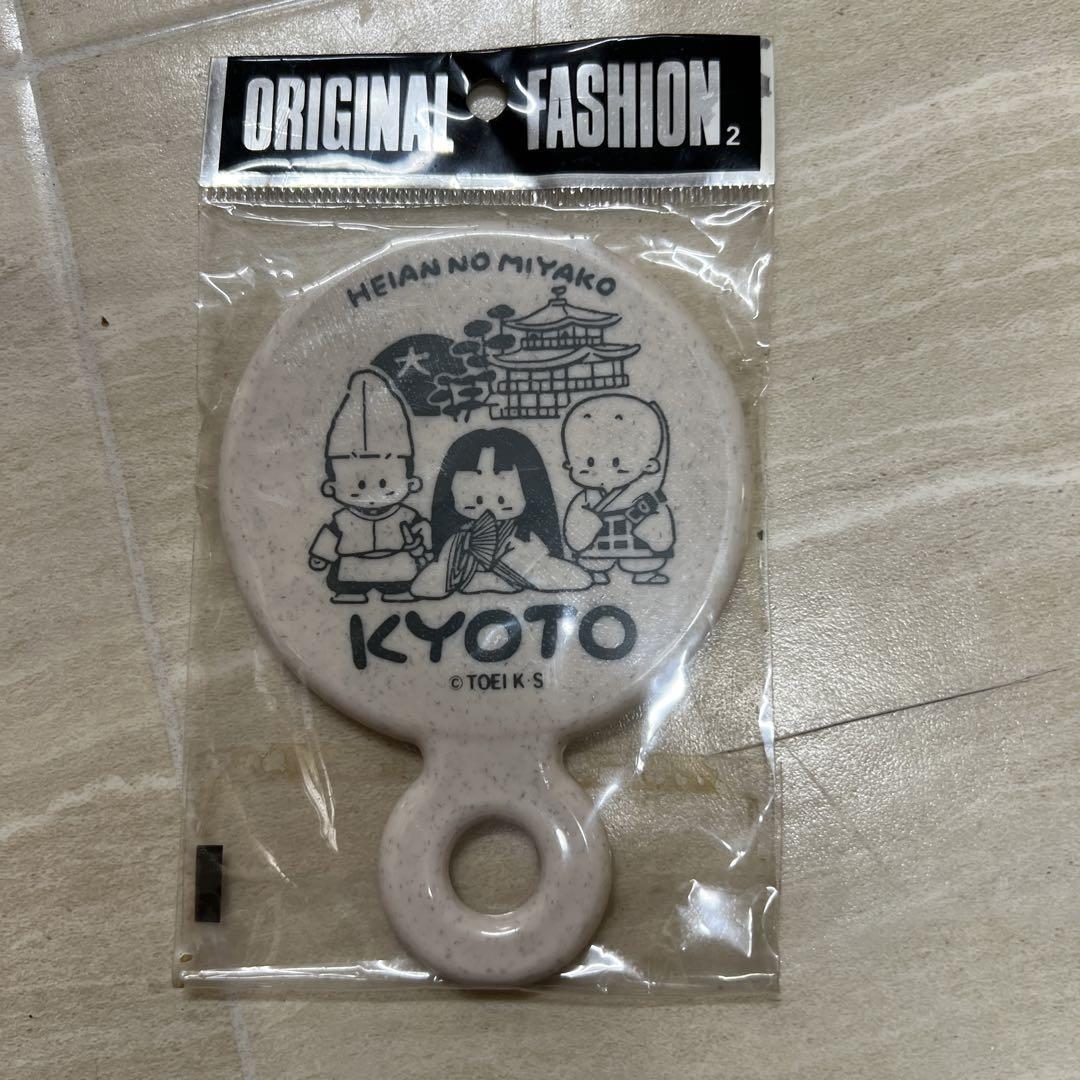 ORIGINAL FASHION 2
HEIAN NO MIYAKO
大
KYOTO
© TOEI K·S